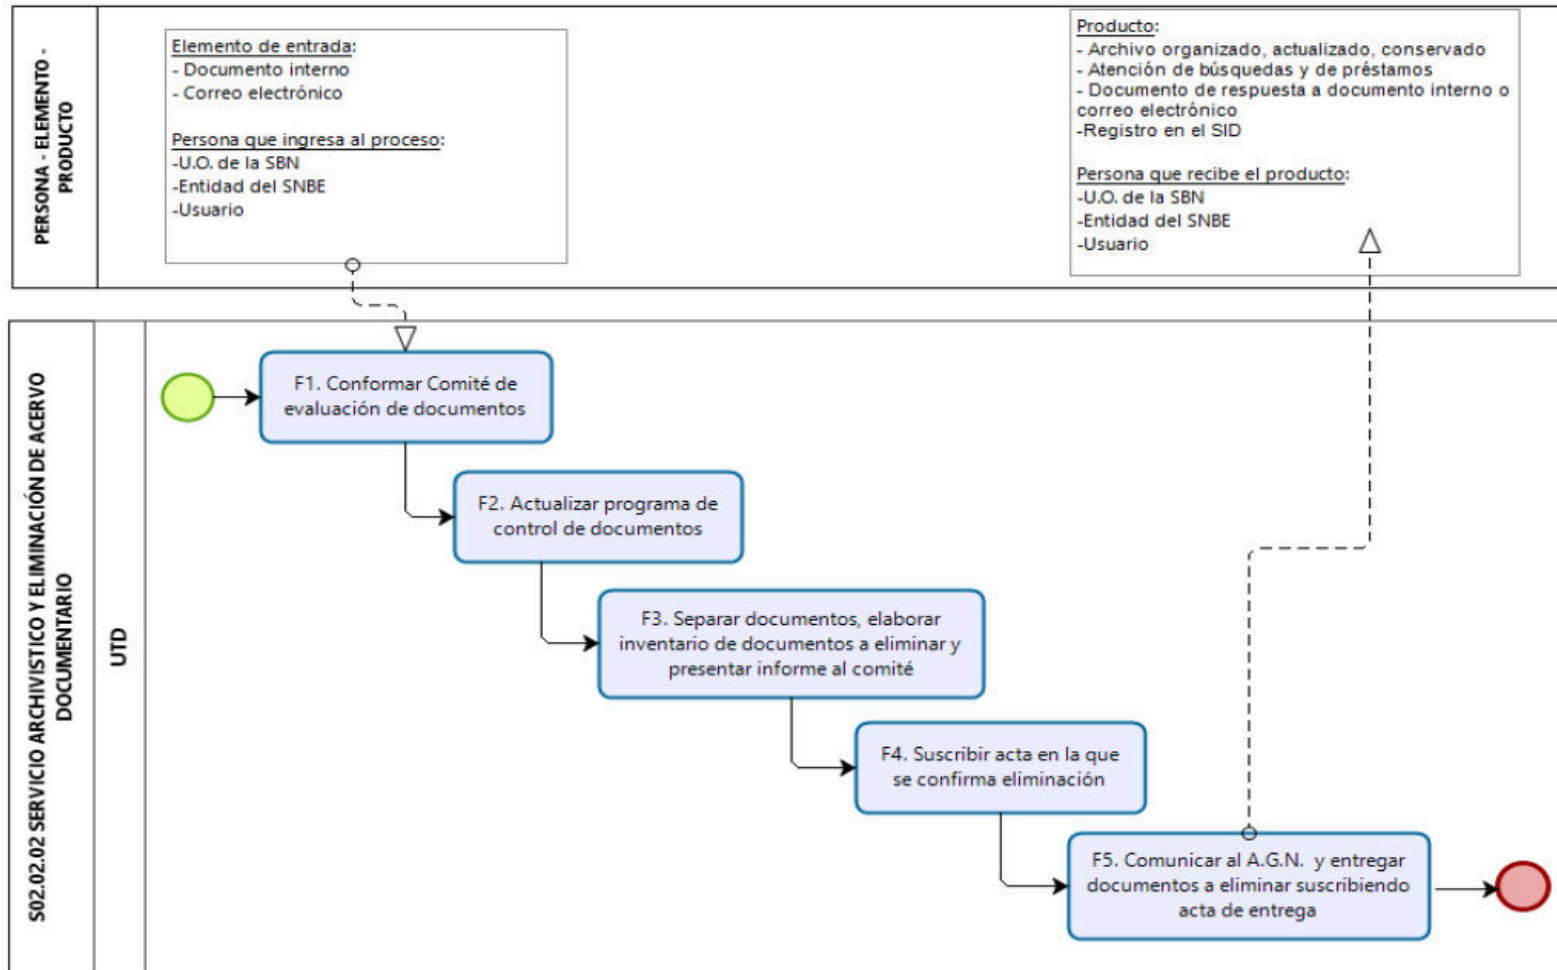 PERSONA - ELEMENTO -
PRODUCTO
Elemento de entrada:
- Documento interno
- Correo electrónico
Persona que ingresa al proceso:
-U.O. de la SBN
-Entidad del SNBE
-Usuario
Producto:
- Archivo organizado, actualizado, conservado
- Atención de búsquedas y de préstamos
- Documento de respuesta a documento interno o
correo electrónico
-Registro en el SID
Persona que recibe el producto:
-U.O. de la SBN
-Entidad del SNBE
-Usuario
S02.02.02 SERVICIO ARCHIVISTICO Y ELIMINACIÓN DE ACERVO
DOCUMENTARIO
UTD
F1. Conformar Comité de
evaluación de documentos
F2. Actualizar programa de
control de documentos
F3. Separar documentos, elaborar
inventario de documentos a eliminar y
presentar informe al comité
F4. Suscribir acta en la que
se confirma eliminación
F5. Comunicar al A.G.N. y entregar
documentos a eliminar suscribiendo
acta de entrega